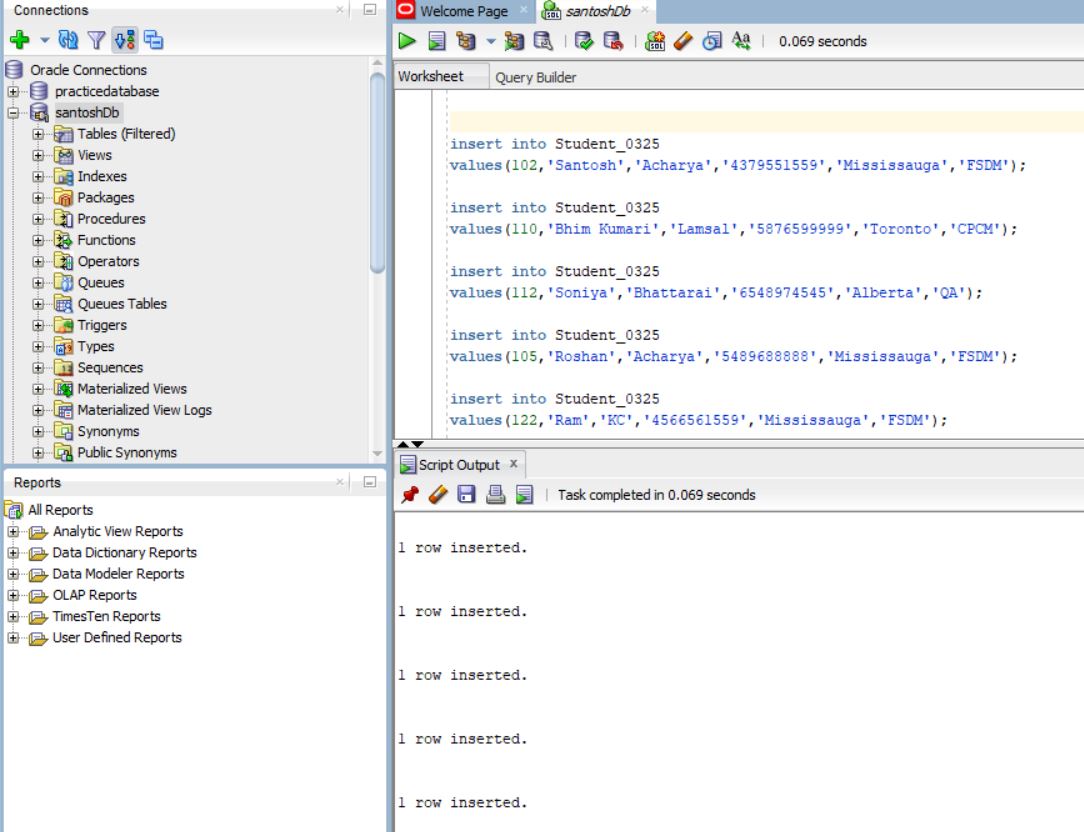 Connections
Oracle Connections
practicedatabase
santoshDb
Tables (Filtered)
Views
Indexes
Packages
Procedures
Functions
Operators
Queues
Queues Tables
Triggers
Types
Sequences
Materialized Views
Materialized View Logs
Synonyms
Public Synonyms
Reports
All Reports
Analytic View Reports
Data Dictionary Reports
Data Modeler Reports
OLAP Reports
TimesTen Reports
User Defined Reports
Welcome Page
santoshDb
0.069 seconds
Worksheet Query Builder
insert into Student_0325
values(102,'Santosh','Acharya','4379551559','Mississauga','FSDM');
insert into Student_0325
values(110,'Bhim Kumari','Lamsal','5876599999','Toronto','CPCM');
insert into Student_0325
values(112,'Soniya','Bhattarai','6548974545','Alberta','QA');
insert into Student_0325
values(105,'Roshan','Acharya','5489688888','Mississauga','FSDM');
insert into Student_0325
values(122,'Ram','KC','4566561559','Mississauga','FSDM');
Script Output x
Task completed in 0.069 seconds
1 row inserted.
1 row inserted.
1 row inserted.
1 row inserted.
1 row inserted.